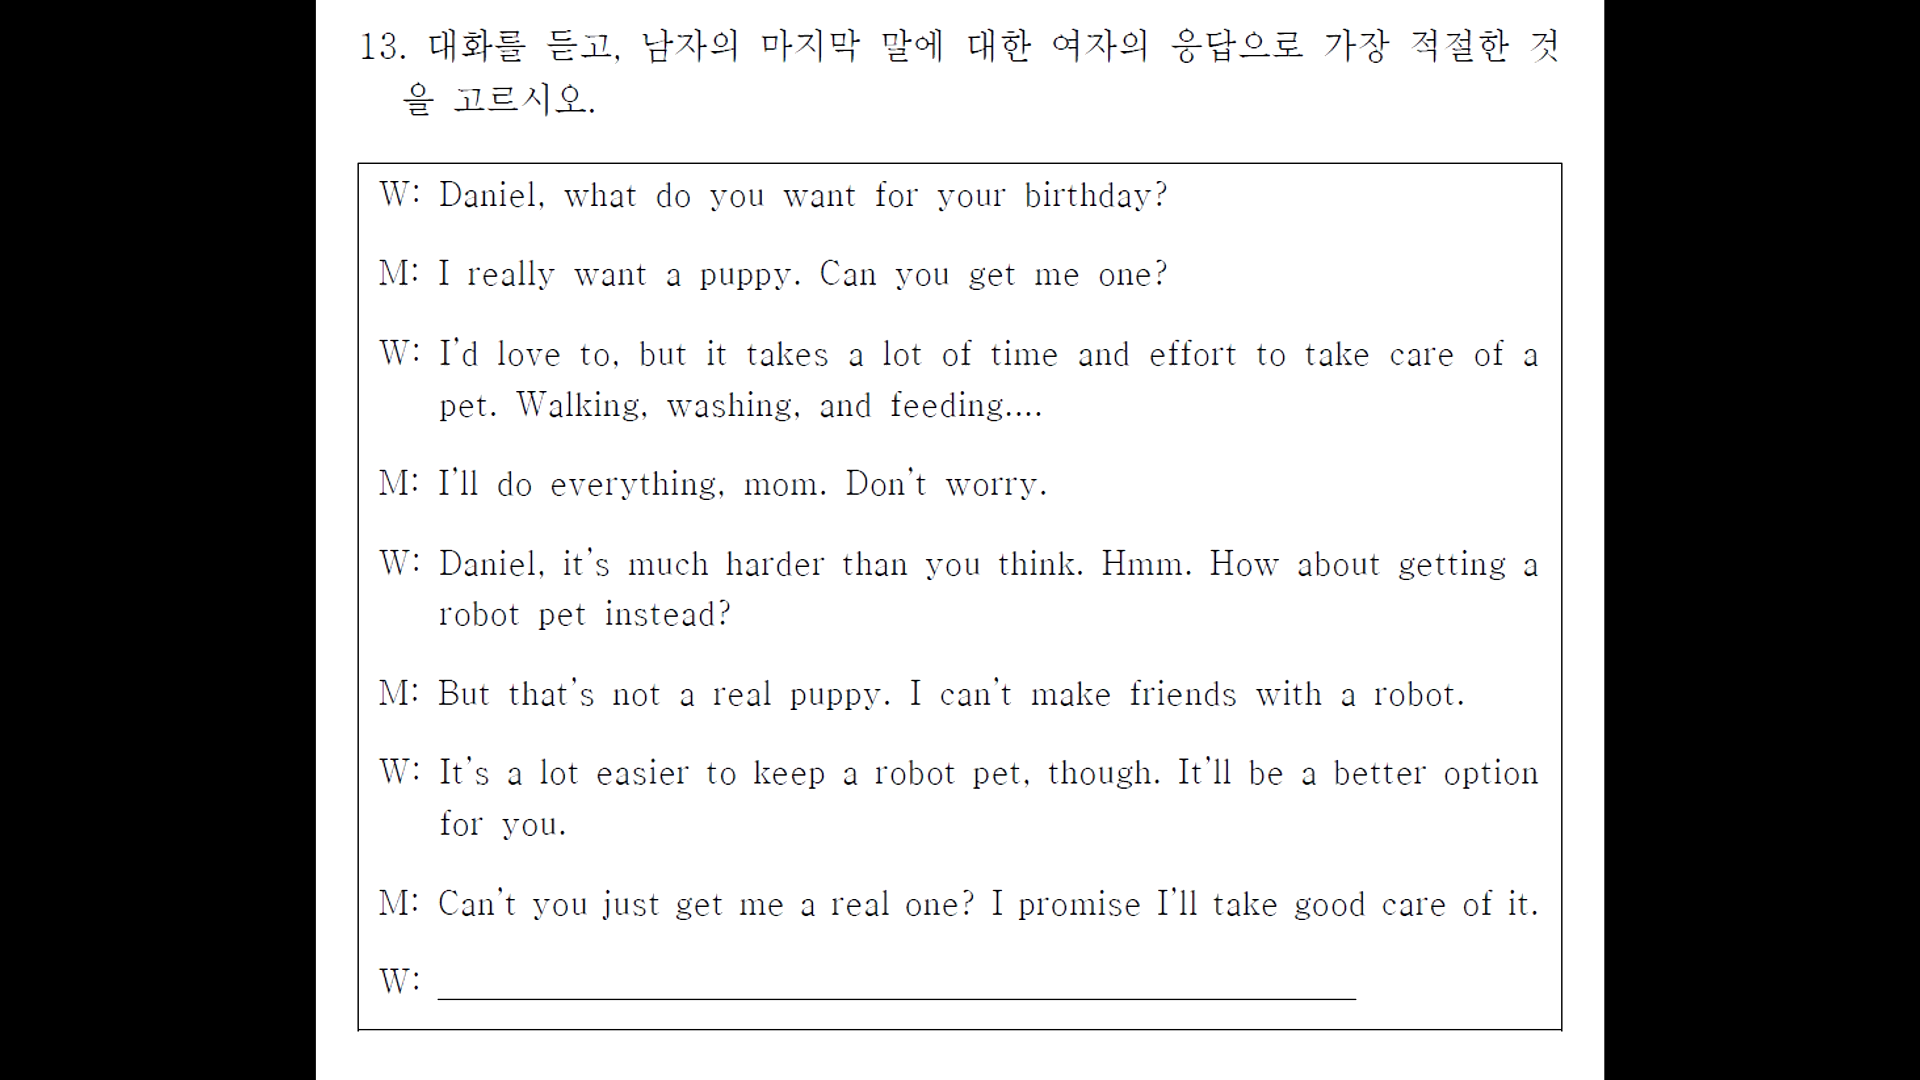 13. 대화를 듣고, 남자의 마지막 말에 대한 여자의 응답으로 가장 적절한 것
을 고르시오.
W: Daniel, what do you want for your birthday?
M: I really want a puppy. Can you get me one?
W: I'd love to, but it takes a lot of time and effort to take care of a
pet. Walking, washing, and feeding....
M: I'll do everything, mom. Don't worry.
W: Daniel, it's much harder than you think. Hmm. How about getting a
robot pet instead?
M: But that's not a real puppy. I can't make friends with a robot.
W: It's a lot easier to keep a robot pet, though. It'll be a better option
for you.
M: Can't you just get me a real one? I promise I'll take good care of it.
W: